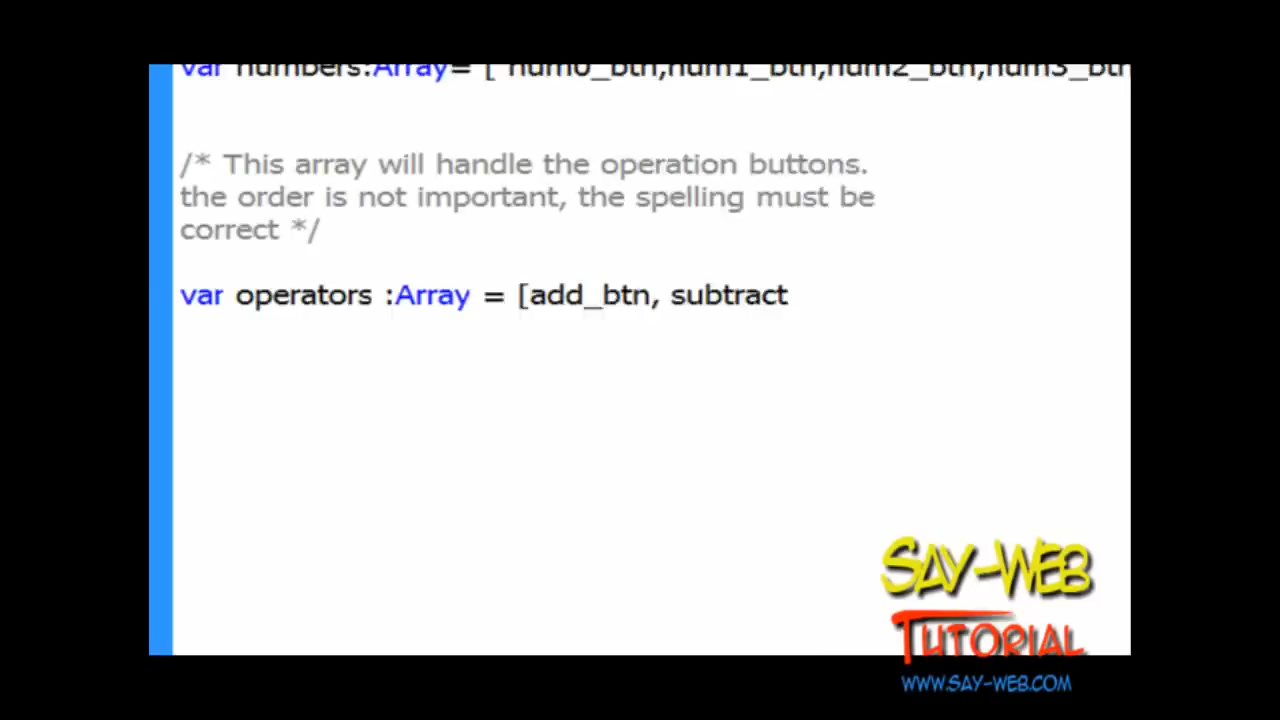 var numbers:Array= [ num0_btn,num1_btn,num2_btn,num3_btn
/* This array will handle the operation buttons.
the order is not important, the spelling must be
correct */
var operators :Array = [add_btn, subtract
SAY-WEB
TUTORIAL
WWW.SAY-WEB.COM